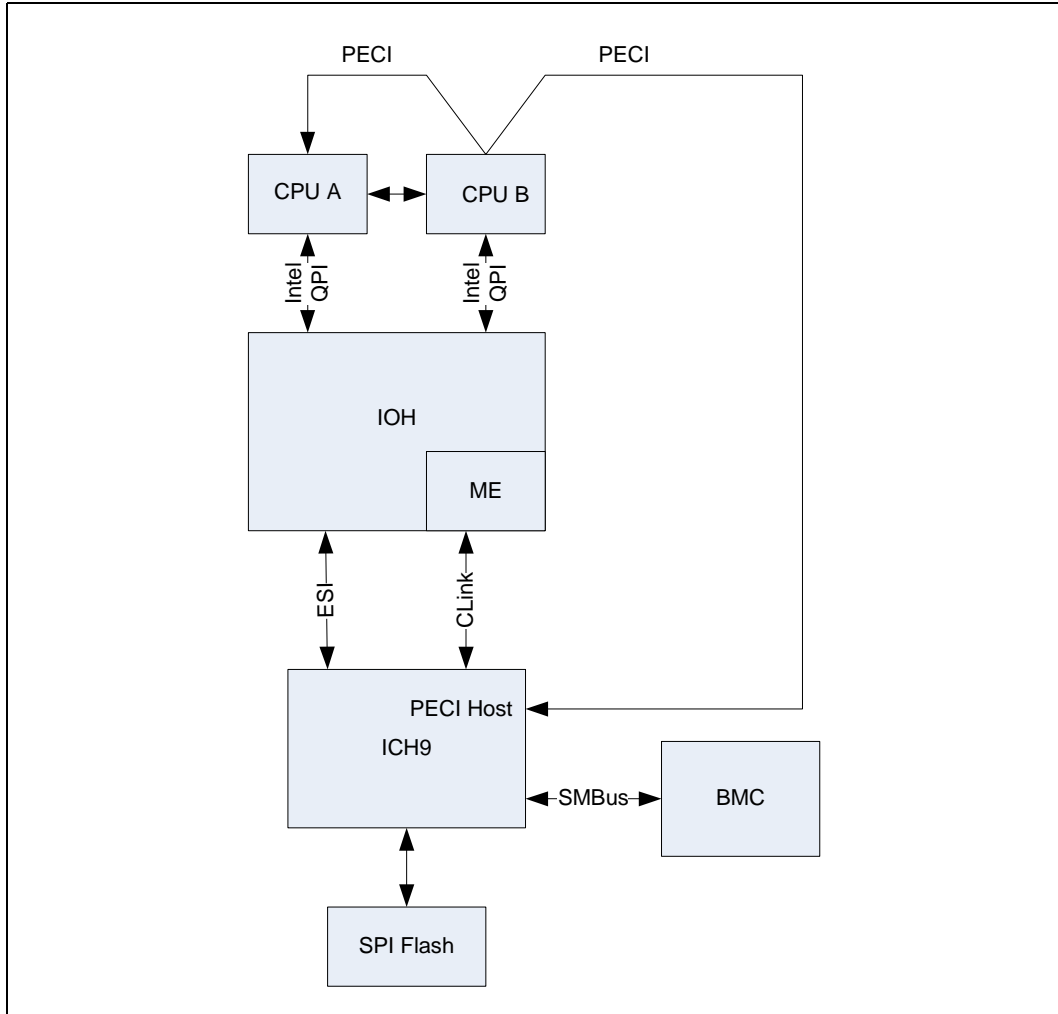 PECI
PECI
CPU A
CPU B
Intel
QPI
Intel
QPI
IOH
ME
ESI
CLink
PECI Host
ICH9
SMBus
BMC
SPI Flash